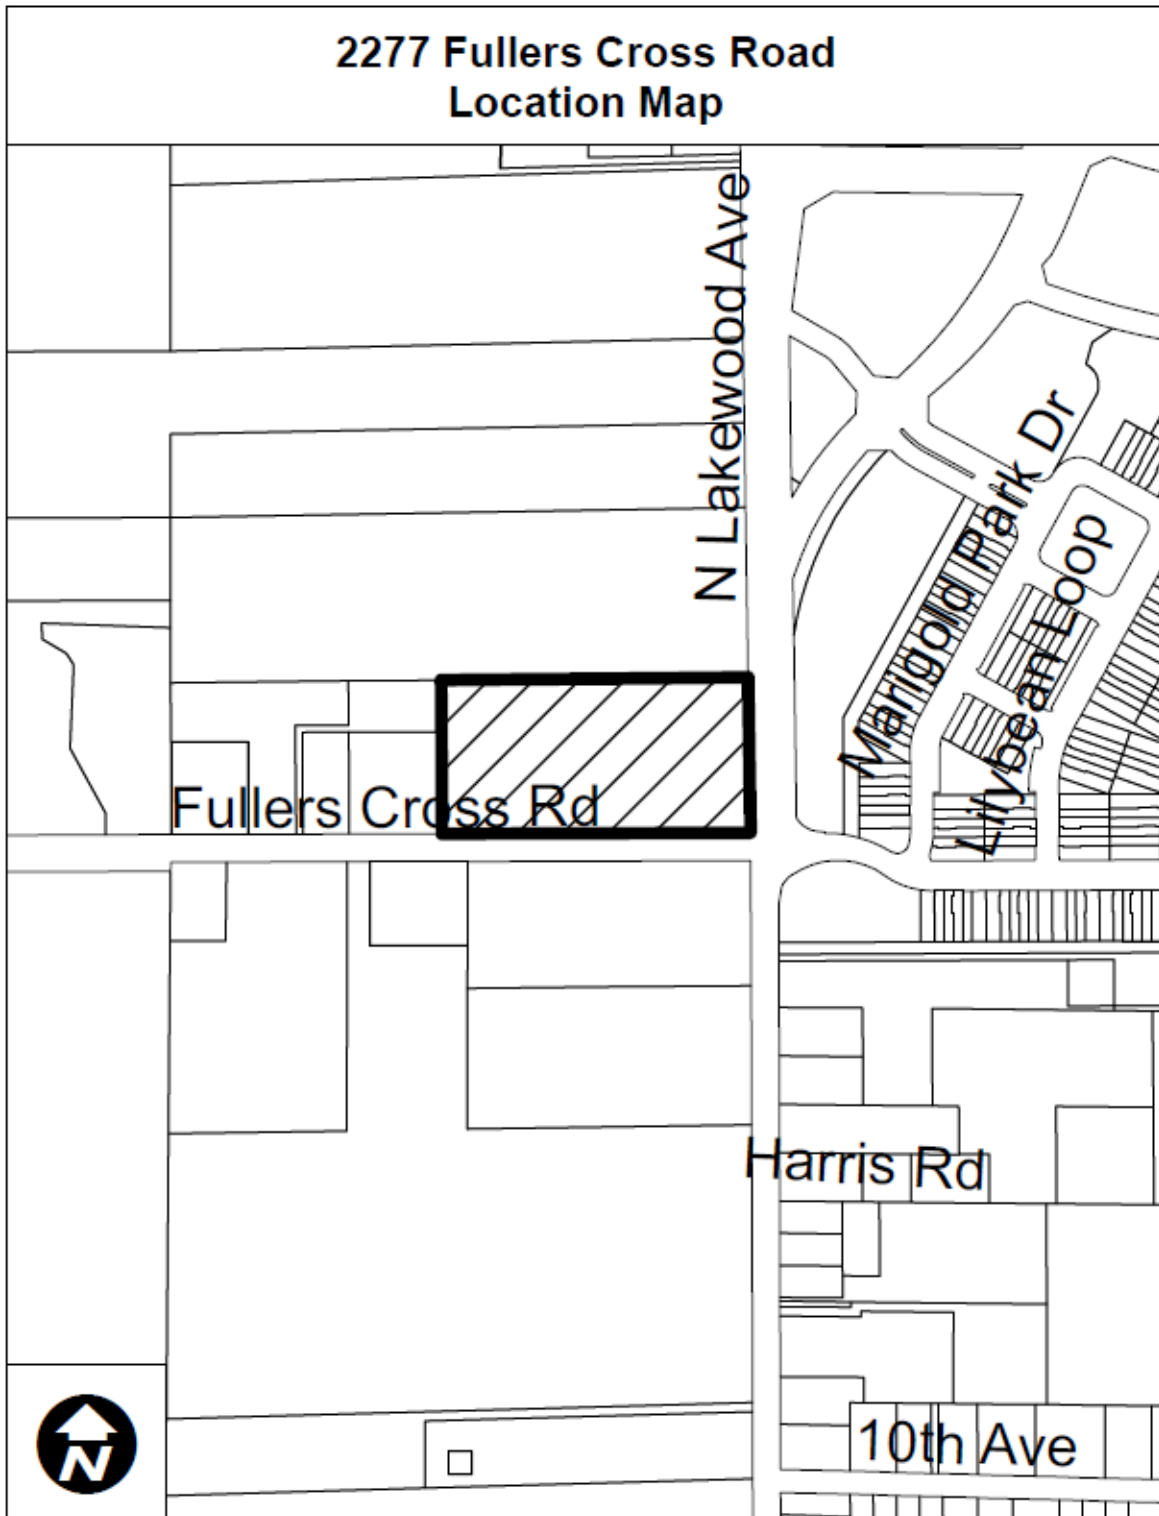 2277 Fullers Cross Road
Location Map
N Lakewood Ave
Marigold Park Dr
Lilybean Loop
Fullers Cross Rd
Harris Rd
10th Ave
N